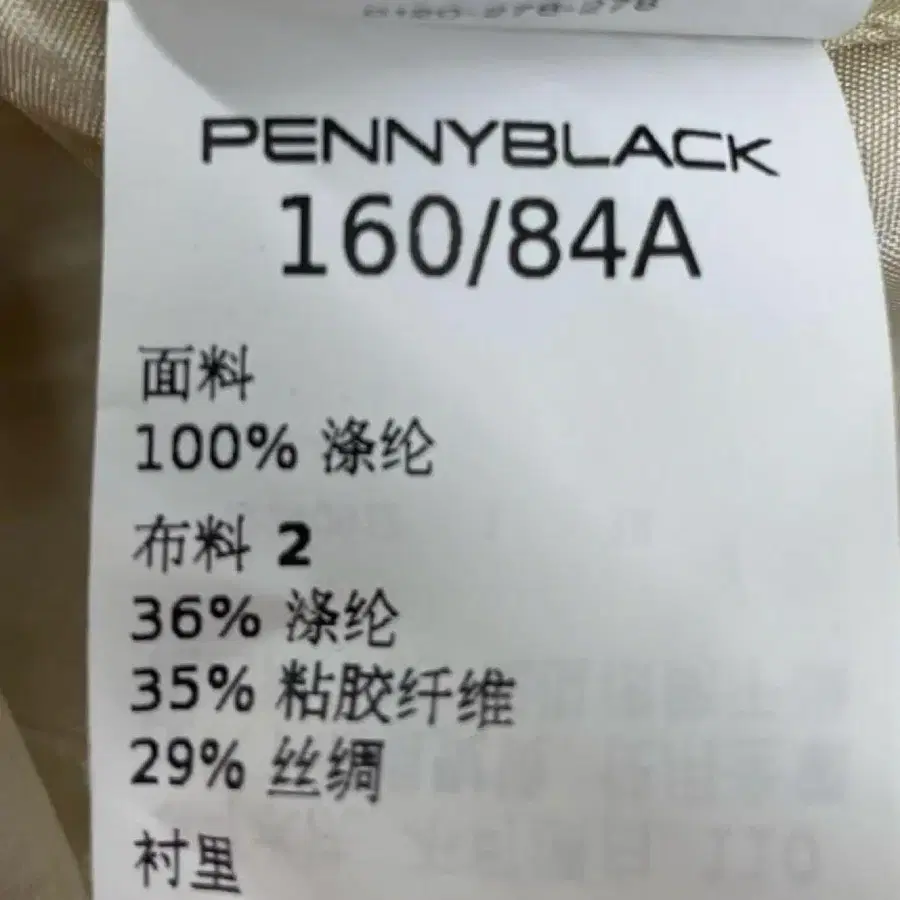 PENNYBLACK
160/84A
面料
100% 涤纶
布料 2
36% 涤纶
35% 粘胶纤维
29% 丝绸
衬里